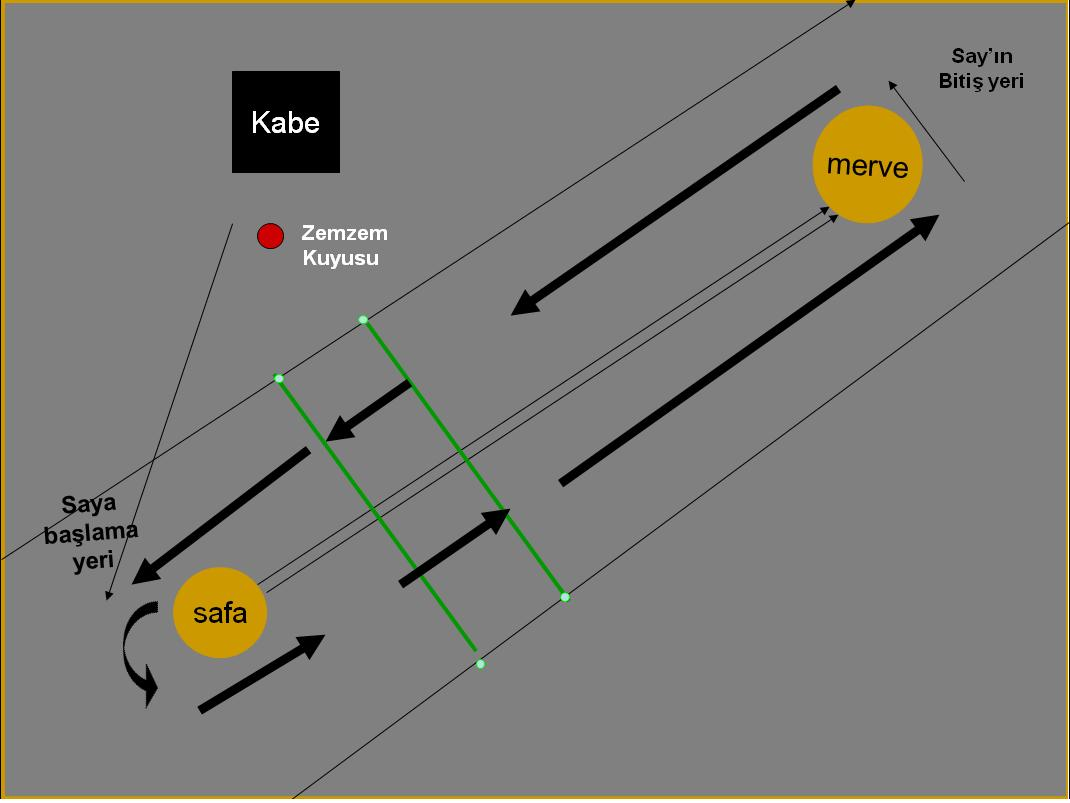 Say’ın
Bitiş yeri
Kabe
merve
Zemzem
Kuyusu
Saya
başlama
yeri
safa